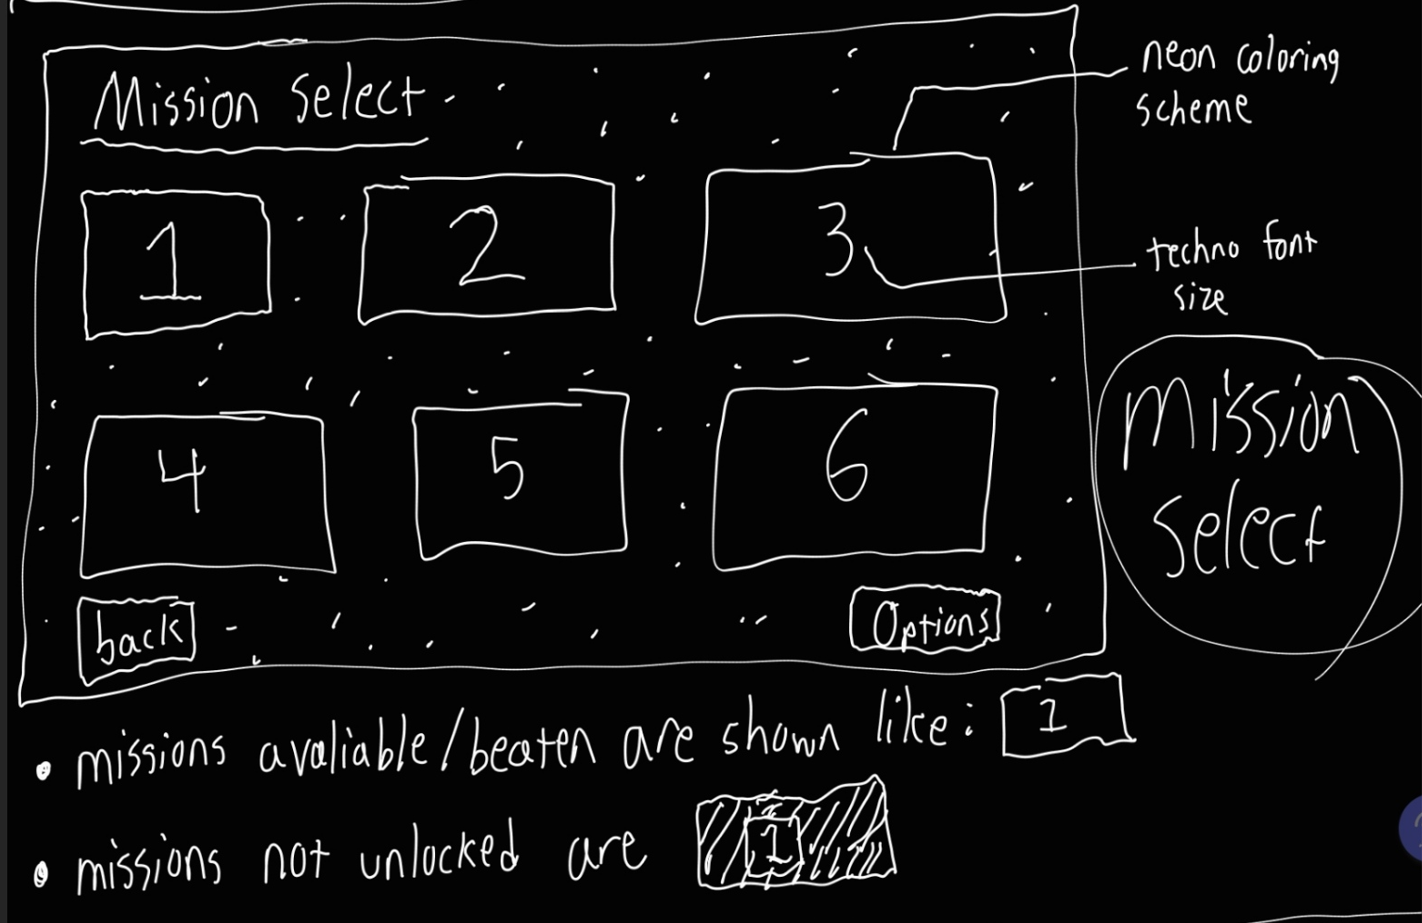 Mission Select
neon coloring
scheme
1
2
3
techno font
size
4
5
6
Mission
select
back
Options
missions avaliable/beaten are shown like: 1
missions not unlocked are 1